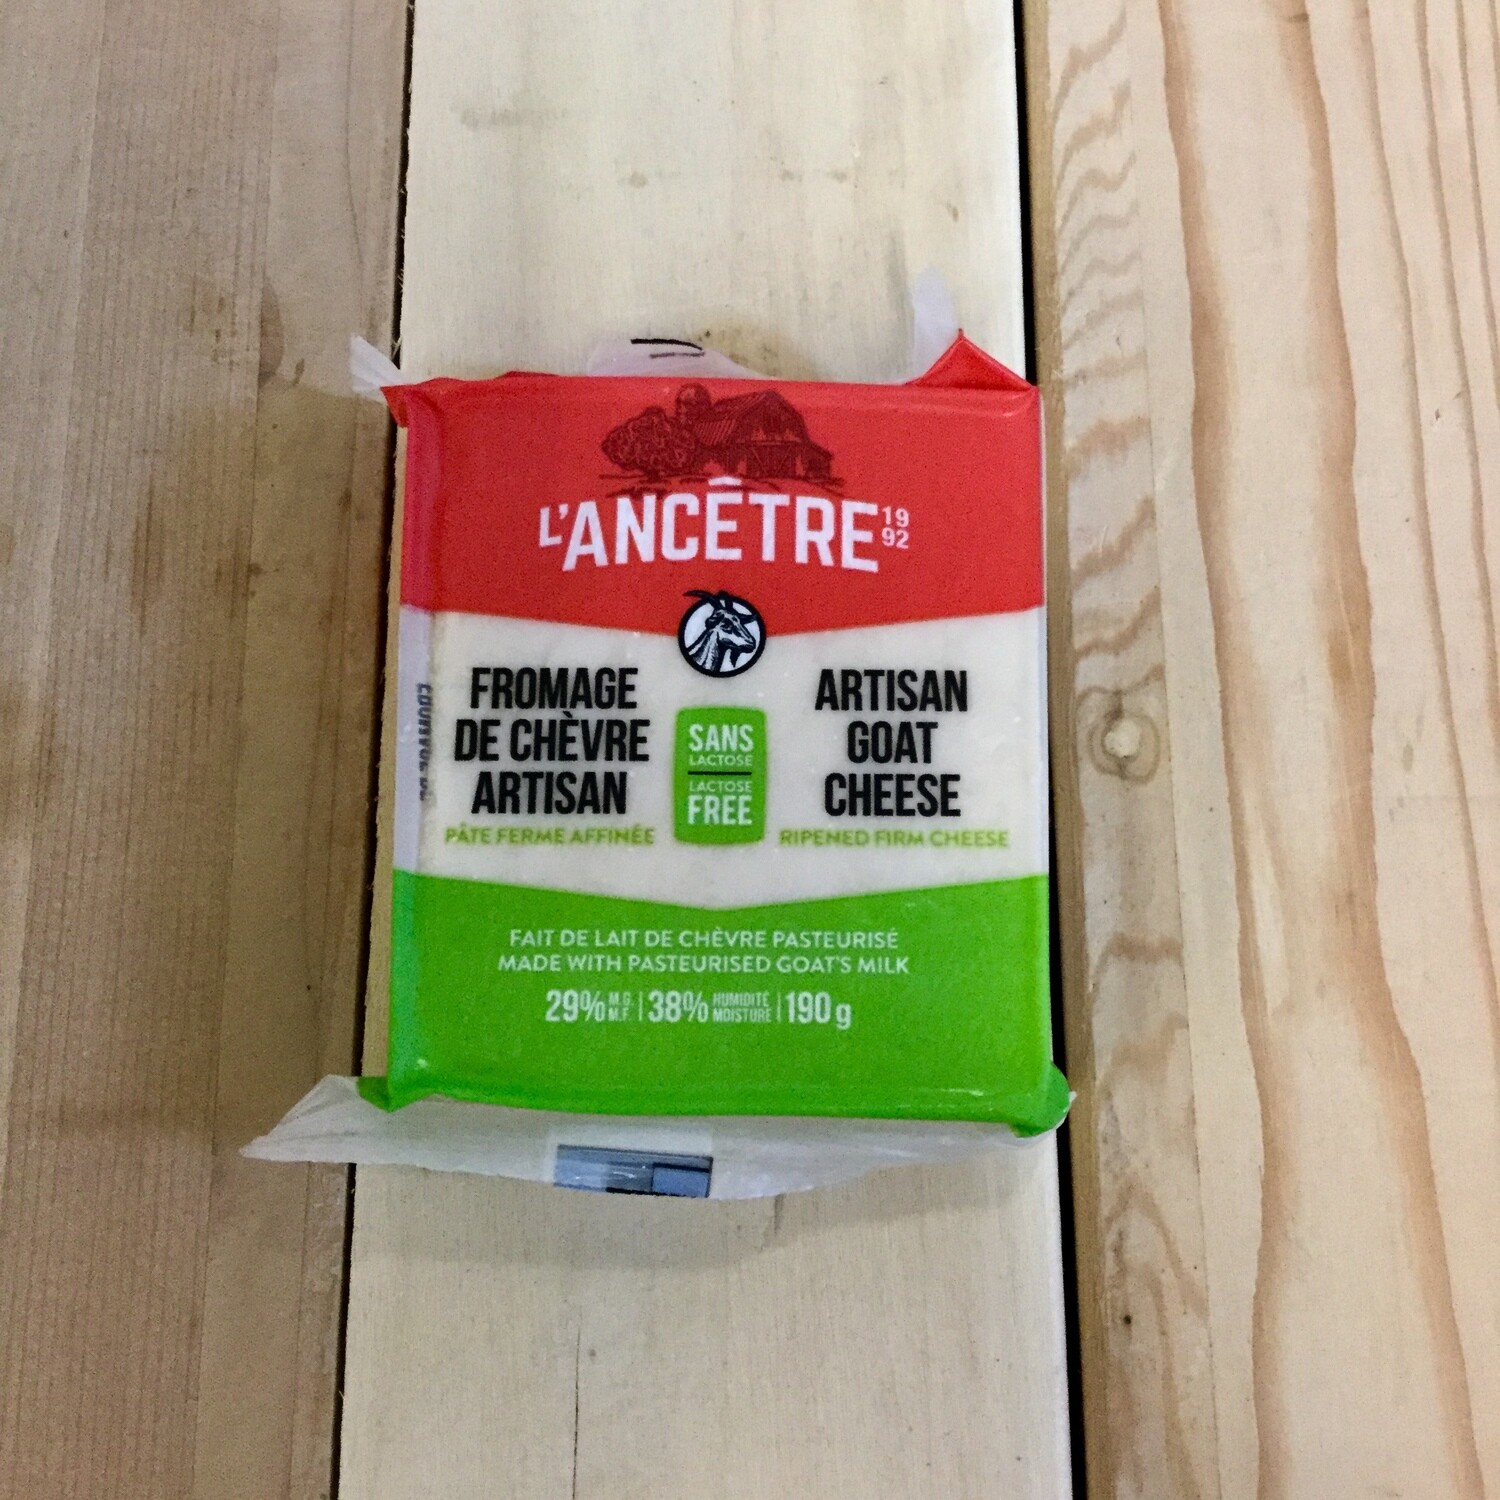 L'ANCÊTRE 19
92
FROMAGE
DE CHÈVRE
ARTISAN
PÂTE FERME AFFINÉE
SANS
LACTOSE
LACTOSE
FREE
ARTISAN
GOAT
CHEESE
RIPENED FIRM CHEESE
FAIT DE LAIT DE CHÈVRE PASTEURISÉ
MADE WITH PASTEURISED GOAT'S MILK
29% M.G. M.F. | 38% HUMIDITÉ MOISTURE | 190 g